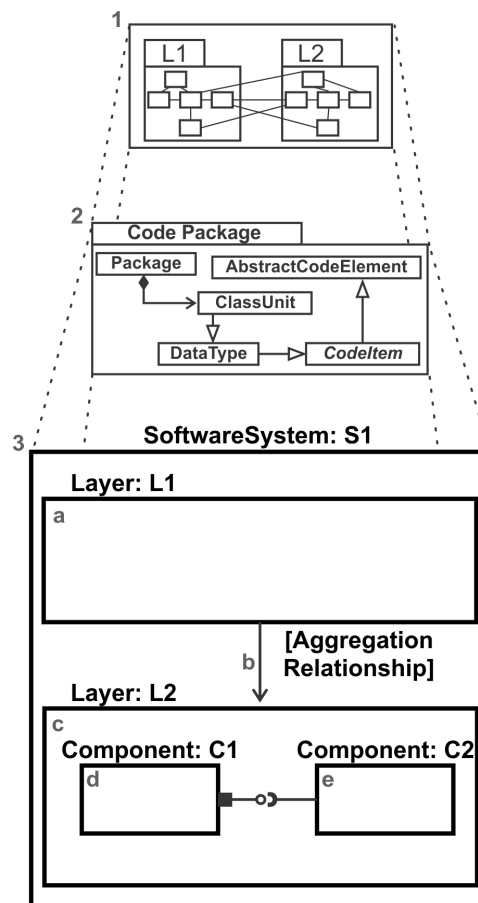 1
L1
L2
2
Code Package
Package
AbstractCodeElement
ClassUnit
DataType
CodeItem
3
SoftwareSystem: S1
Layer: L1
a
b
[Aggregation
Relationship]
Layer: L2
c
Component: C1
Component: C2
d
e